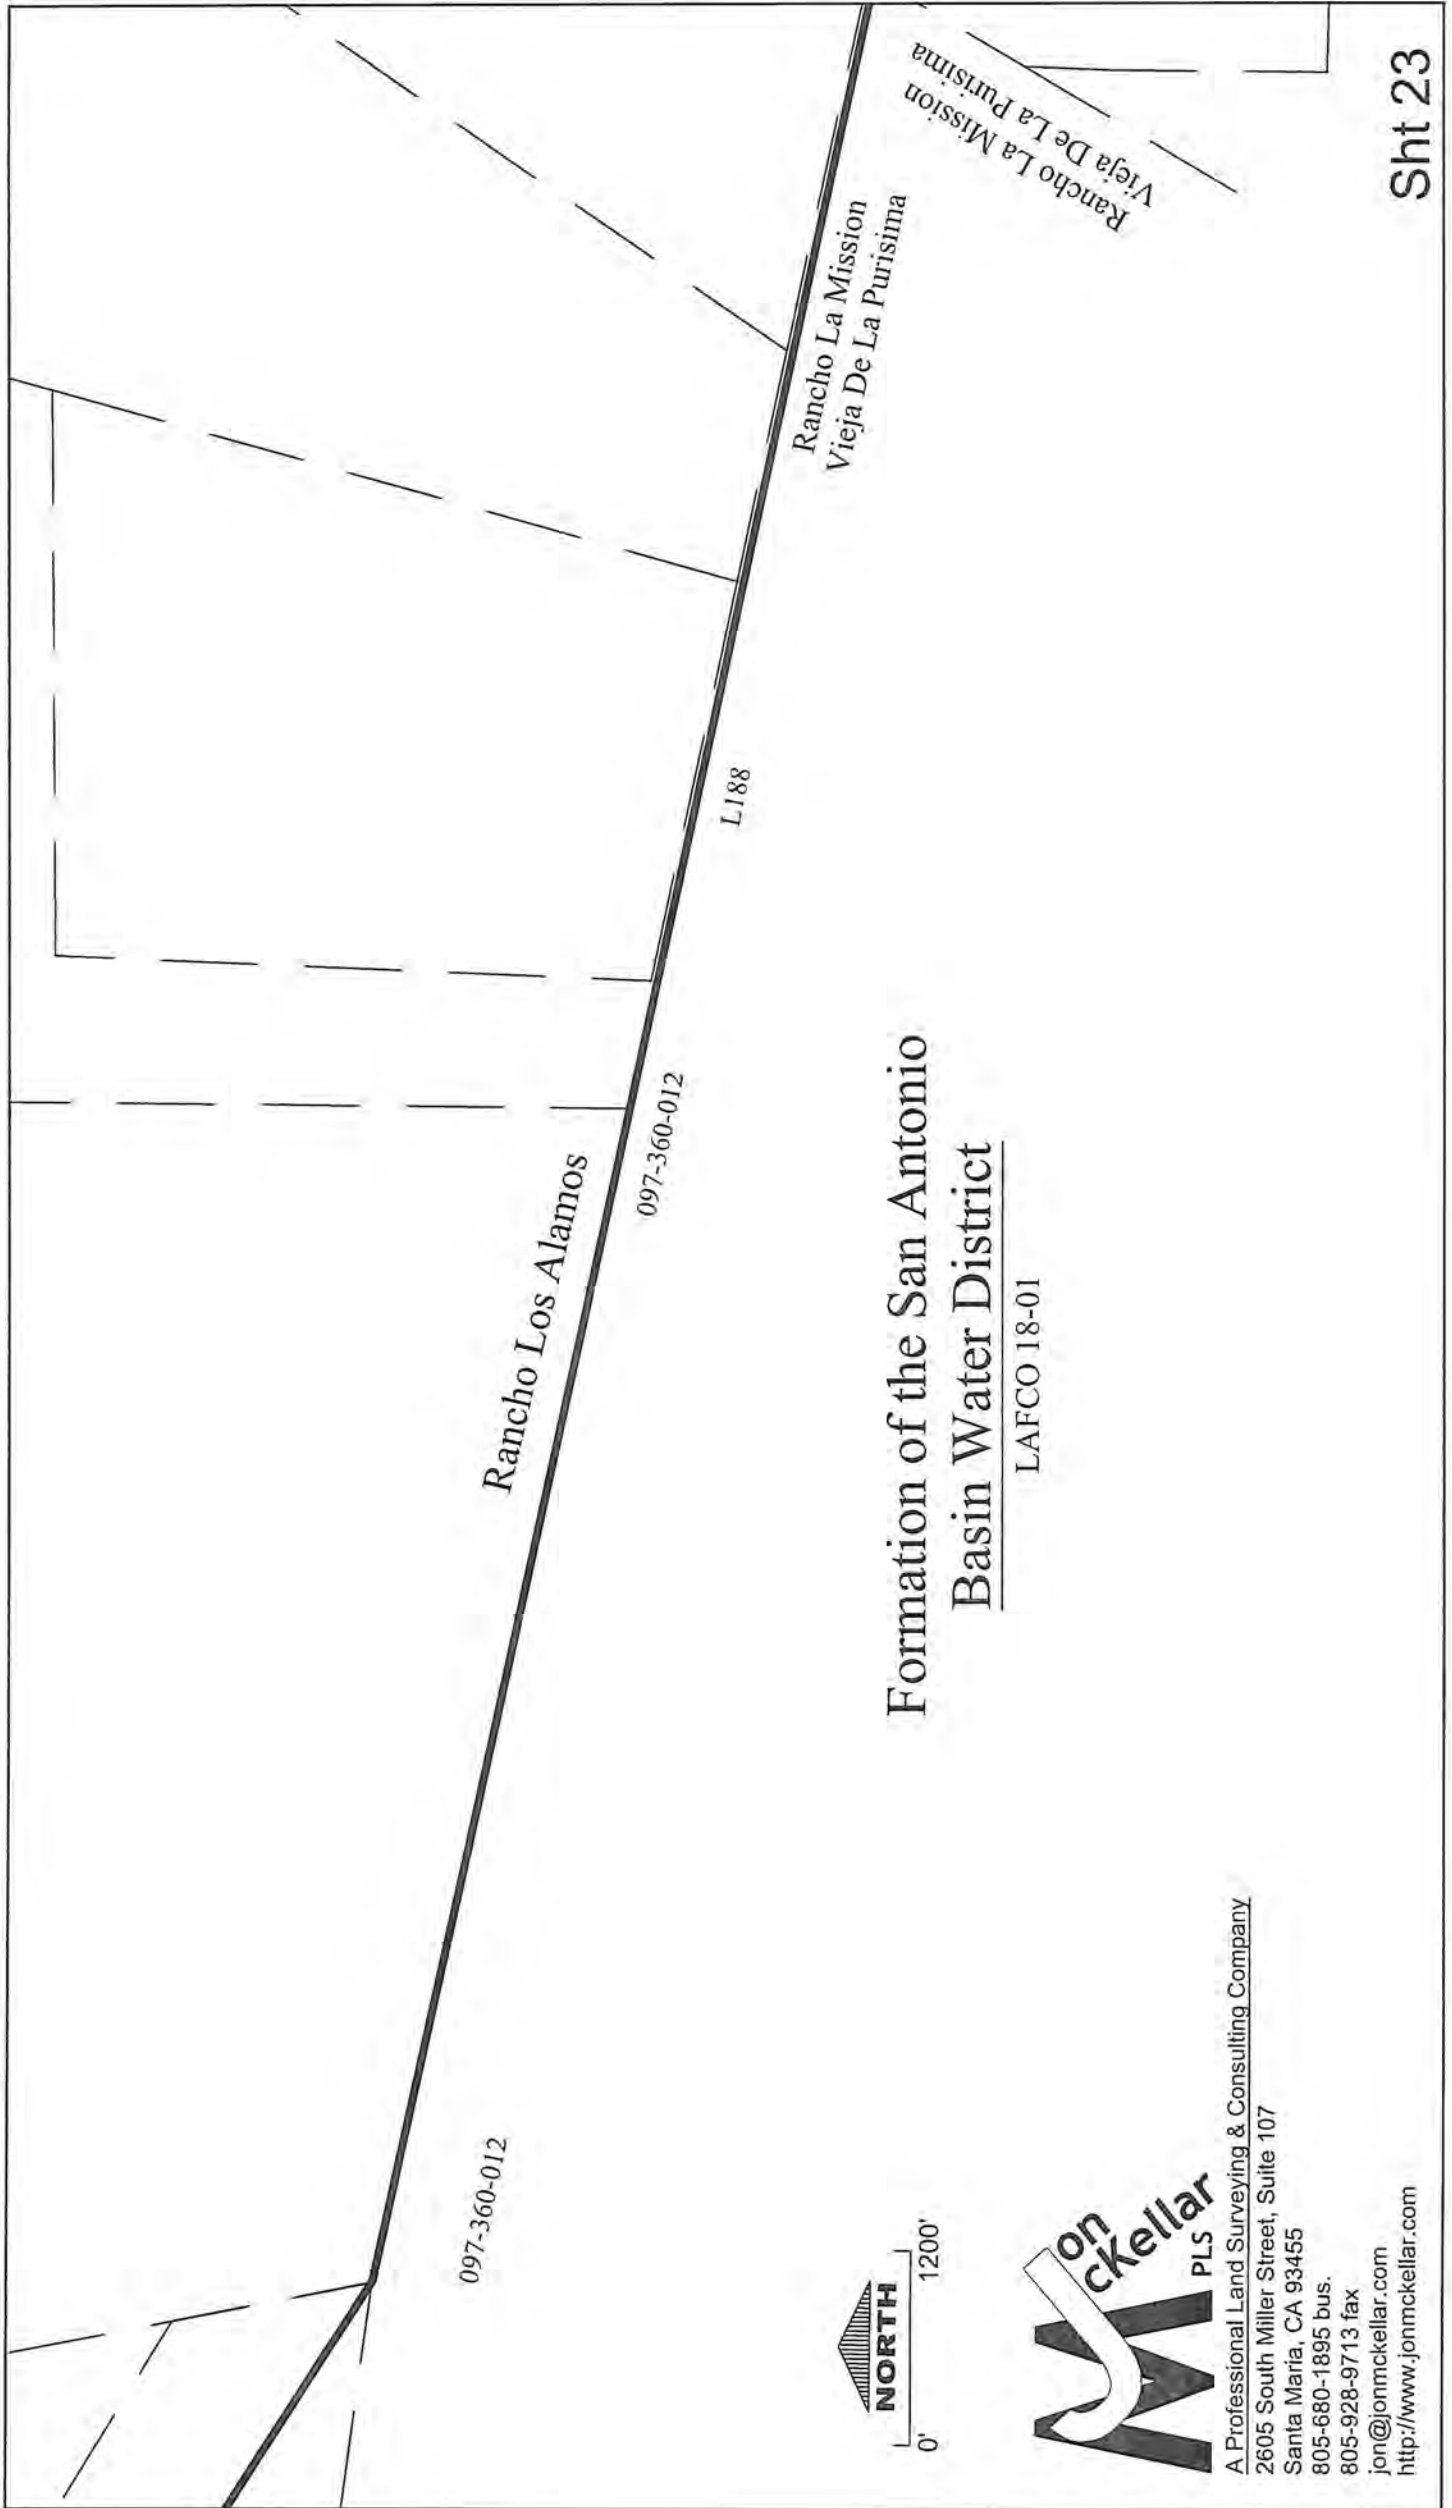 Rancho Los Alamos
097-360-012
097-360-012
L188
Rancho La Mission
Vieja De La Purisima
Rancho La Mission
Vieja De La Purisima
Formation of the San Antonio
Basin Water District
LAFCO 18-01
NORTH
0' 1200'
M
J
on
cKellar
PLS
A Professional Land Surveying & Consulting Company
2605 South Miller Street, Suite 107
Santa Maria, CA 93455
805-680-1895 bus.
805-928-9713 fax
jon@jonmckellar.com
http://www.jonmckellar.com
Sht 23